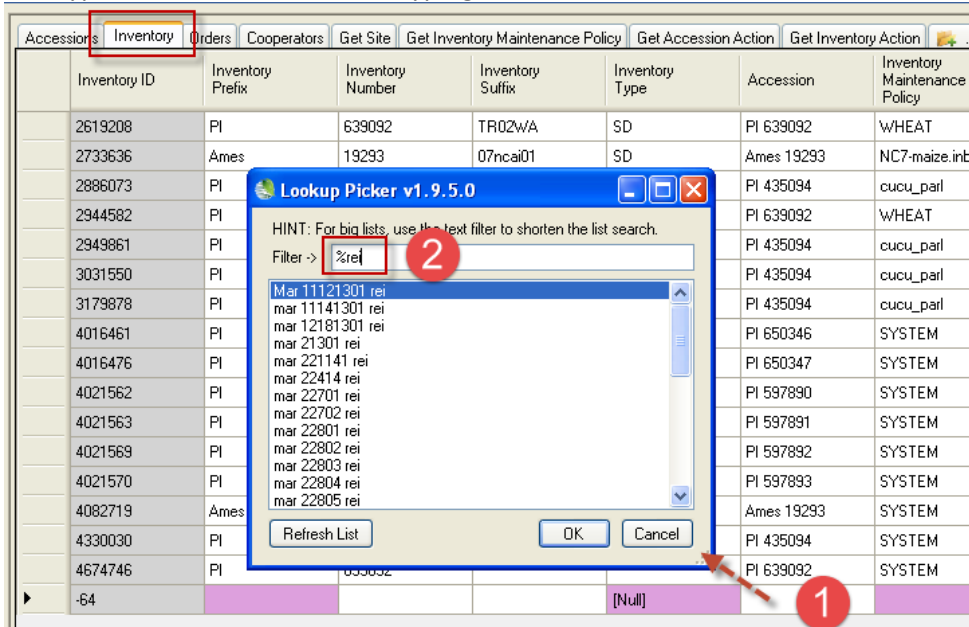 Accessions Inventory Orders Cooperators Get Site Get Inventory Maintenance Policy Get Accession Action Get Inventory Action
Inventory ID Inventory Prefix Inventory Number Inventory Suffix Inventory Type Accession Inventory Maintenance Policy
2619208 PI 639092 TR02WA SD PI 639092 WHEAT
2733636 Ames 19293 07ncai01 SD Ames 19293 NC7-maize.inb
2886073 PI PI 435094 cucu_parl
2944582 PI PI 639092 WHEAT
2949861 PI PI 435094 cucu_parl
3031550 PI PI 435094 cucu_parl
3179878 PI PI 435094 cucu_parl
4016461 PI PI 650346 SYSTEM
4016476 PI PI 650347 SYSTEM
4021562 PI PI 597890 SYSTEM
4021563 PI PI 597891 SYSTEM
4021569 PI PI 597892 SYSTEM
4021570 PI PI 597893 SYSTEM
4082719 Ames Ames 19293 SYSTEM
4330030 PI PI 435094 SYSTEM
4674746 PI PI 639092 SYSTEM
-64 [Null]
Lookup Picker v1.9.5.0
HINT: For big lists, use the text filter to shorten the list search.
Filter -> %rei
2
Mar 11121301 rei
mar 11141301 rei
mar 12181301 rei
mar 21301 rei
mar 221141 rei
mar 22414 rei
mar 22701 rei
mar 22702 rei
mar 22801 rei
mar 22802 rei
mar 22803 rei
mar 22804 rei
mar 22805 rei
Refresh List OK Cancel
1